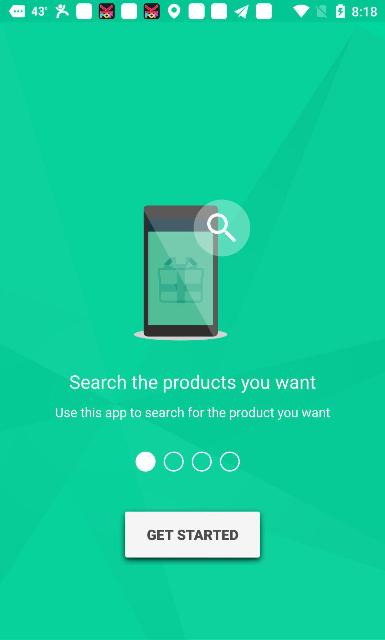 43° 8:18
Search the products you want
Use this app to search for the product you want
GET STARTED